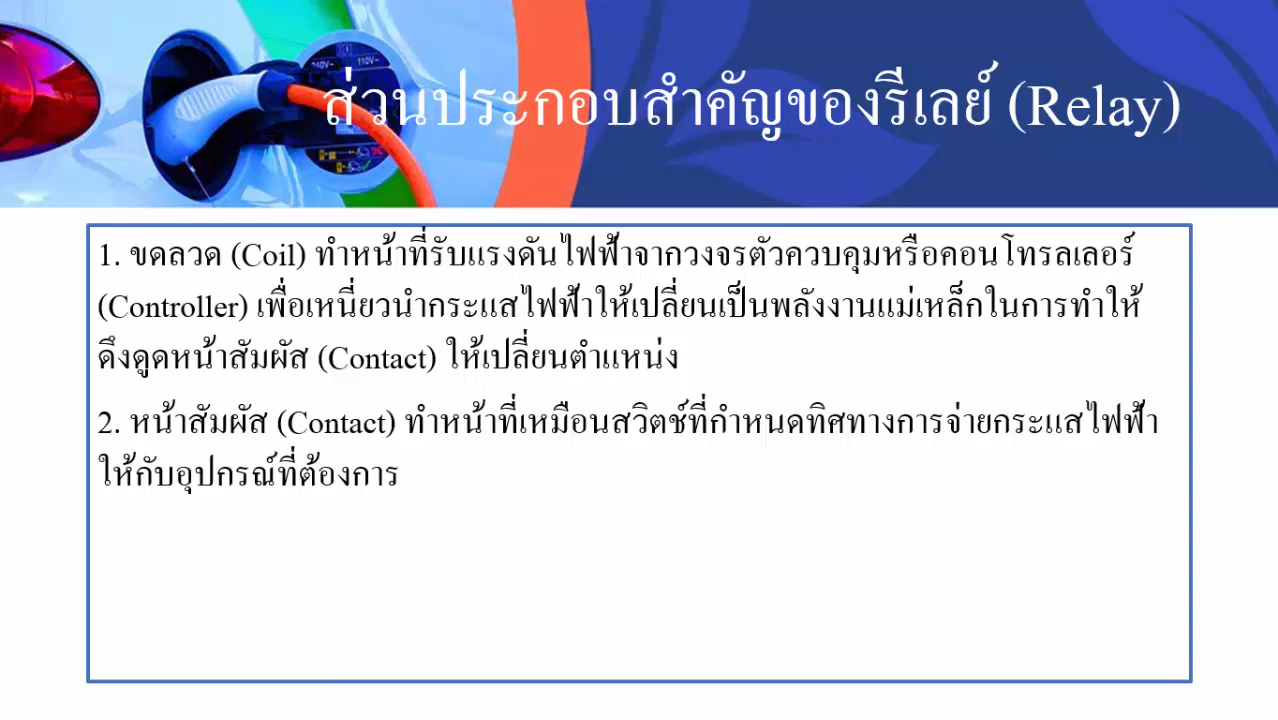 ส่วนประกอบสำคัญของรีเลย์ (Relay)
1. ขดลวด (Coil) ทำหน้าที่รับแรงดันไฟฟ้าจากวงจรตัวควบคุมหรือคอนโทรลเลอร์
(Controller) เพื่อเหนี่ยวนำกระแสไฟฟ้าให้เปลี่ยนเป็นพลังงานแม่เหล็กในการทำให้
ดึงดูดหน้าสัมผัส (Contact) ให้เปลี่ยนตำแหน่ง
2. หน้าสัมผัส (Contact) ทำหน้าที่เหมือนสวิตช์ที่กำหนดทิศทางการจ่ายกระแสไฟฟ้า
ให้กับอุปกรณ์ที่ต้องการ